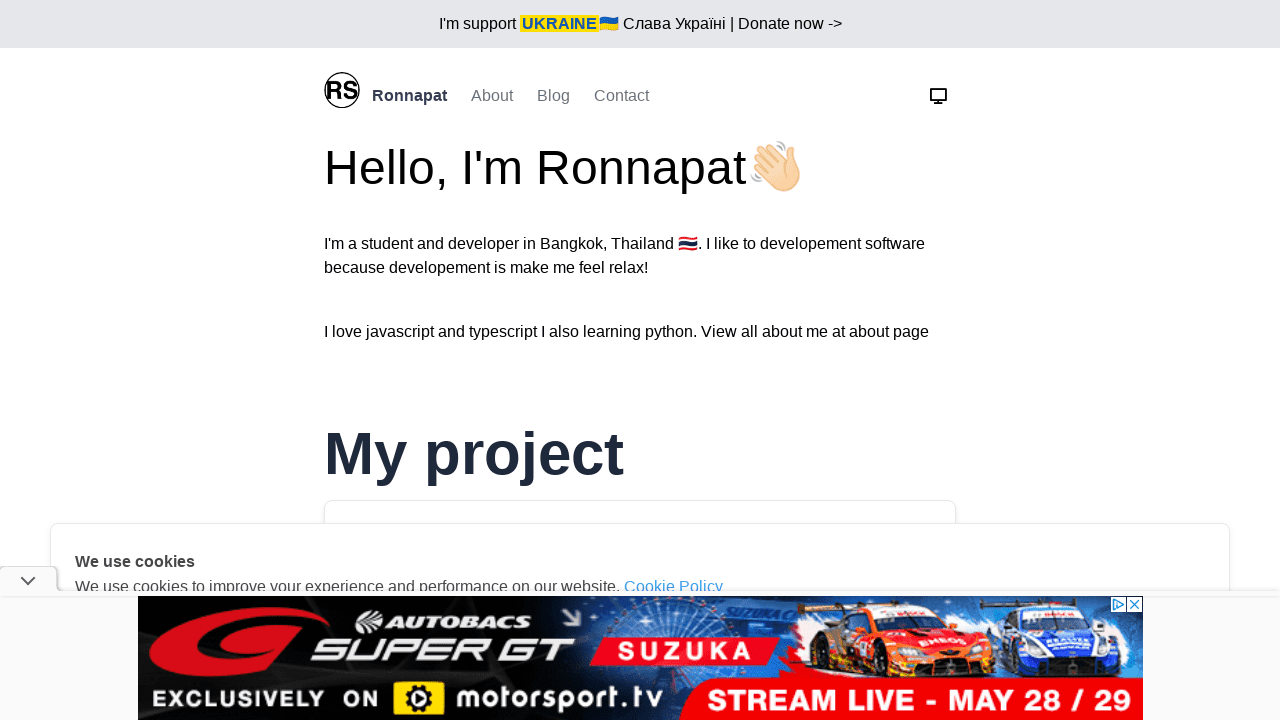 I'm support UKRAINE🇺🇦 Слава Україні | Donate now ->
RS
Ronnapat About Blog Contact
Hello, I'm Ronnapat👋🏻
I'm a student and developer in Bangkok, Thailand 🇹🇭. I like to developement software
because developement is make me feel relax!
I love javascript and typescript I also learning python. View all about me at about page
My project
We use cookies
We use cookies to improve your experience and performance on our website. Cookie Policy
AUTOBACS
SUPER GT SUZUKA
EXCLUSIVELY ON motorsport.tv STREAM LIVE - MAY 28 / 29